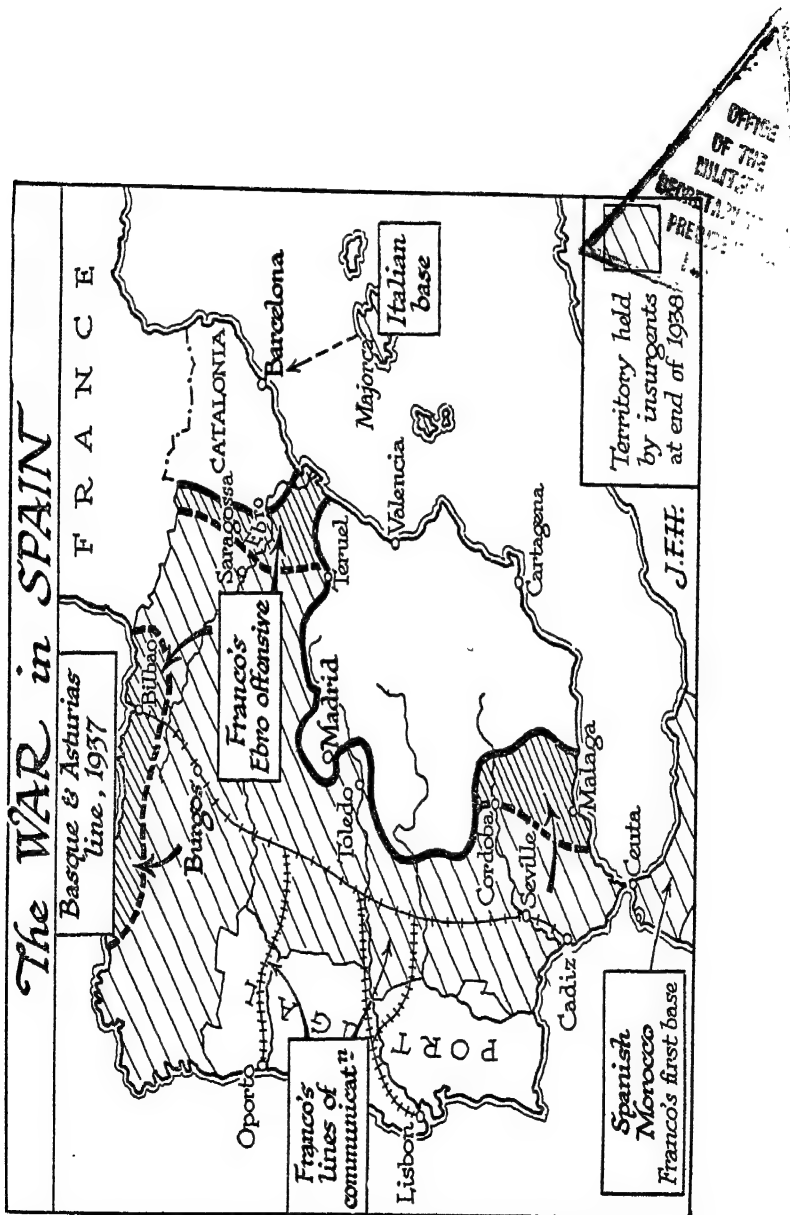 The WAR in SPAIN
FRANCE
Basque & Asturias
line, 1937
Bilbao
Burgos
Saragossa
CATALONIA
Ebro
Barcelona
Franco's
Ebro offensive
Majorca
Italian
base
Oporto
Franco's
lines of
communicatn
Lisbon
PORT
G
A
L
Madrid
Toledo
Teruel
Valencia
Cordoba
Seville
Cartagena
Malaga
Cadiz
Ceuta
Spanish
Morocco
Franco's first base
Territory held
by insurgents
at end of 1938
J.F.H.
OFFICE
OF THE